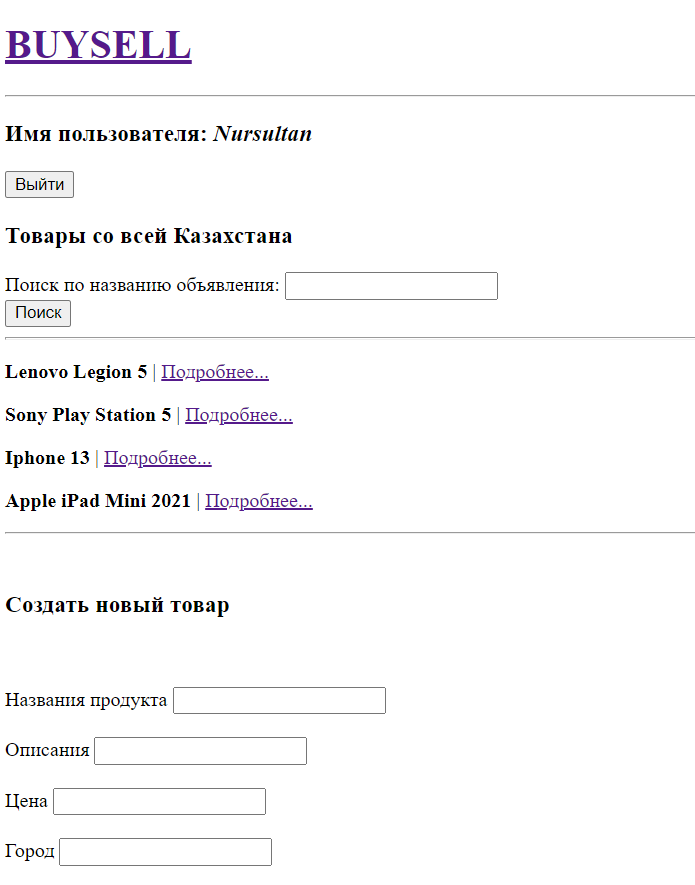 BUYSELL
Имя пользователя: Nursultan
Выйти
Товары со всей Казахстана
Поиск по названию объявления:
Поиск
Lenovo Legion 5 | Подробнее...
Sony Play Station 5 | Подробнее...
Iphone 13 | Подробнее...
Apple iPad Mini 2021 | Подробнее...
Создать новый товар
Названия продукта
Описания
Цена
Город